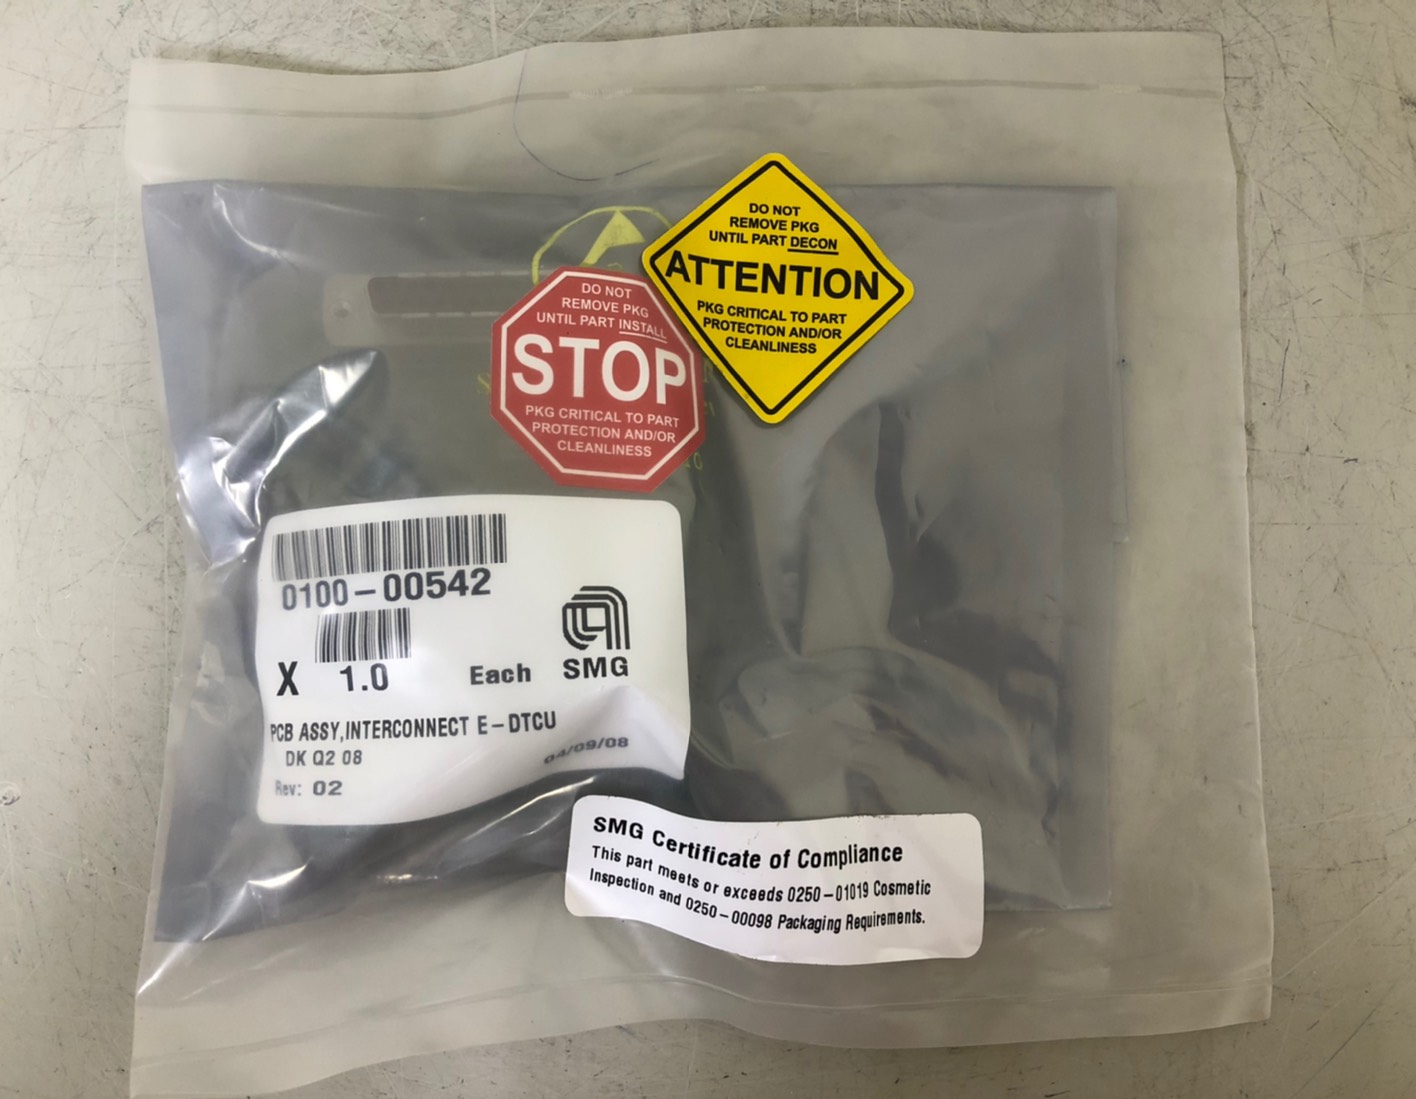 DO NOT
REMOVE PKG
UNTIL PART DECON
ATTENTION
PKG CRITICAL TO PART
PROTECTION AND/OR
CLEANLINESS
DO NOT
REMOVE PKG
UNTIL PART INSTALL
STOP
PKG CRITICAL TO PART
PROTECTION AND/OR
CLEANLINESS
0100-00542
X 1.0 Each
SMG
PCB ASSY,INTERCONNECT E-DTCU
DK Q2 08
04/09/08
Rev: 02
SMG Certificate of Compliance
This part meets or exceeds 0250-01019 Cosmetic
Inspection and 0250-00098 Packaging Requirements.